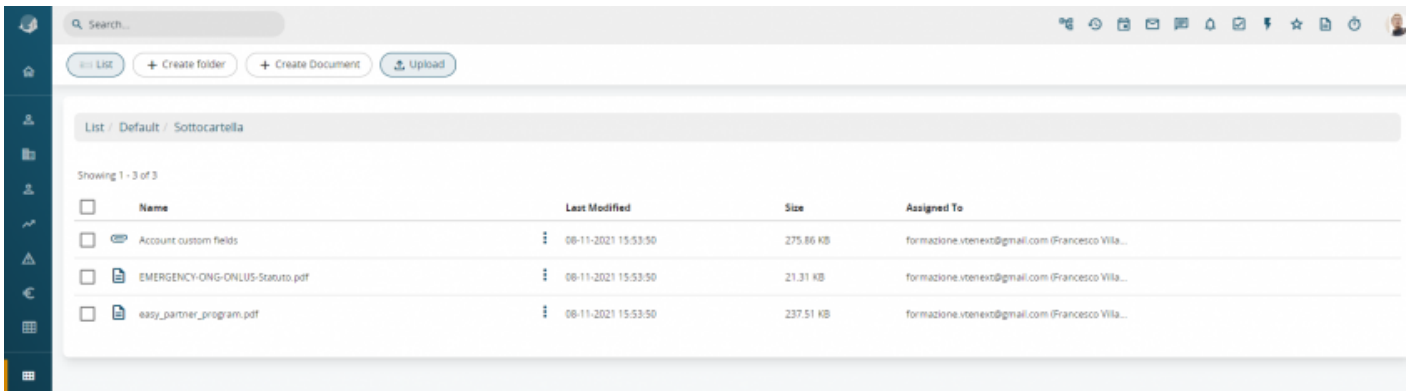 Search...
List + Create folder + Create Document Upload
List / Default / Sottocartella
Showing 1 - 3 of 3
Name Last Modified Size Assigned To
Account custom fields 08-11-2021 15:53:50 275.86 KB formazione.vtenext@gmail.com (Francesco Villa...
EMERGENCY-ONG-ONLUS-Statuto.pdf 08-11-2021 15:53:50 21.31 KB formazione.vtenext@gmail.com (Francesco Villa...
easy_partner_program.pdf 08-11-2021 15:53:50 237.51 KB formazione.vtenext@gmail.com (Francesco Villa...